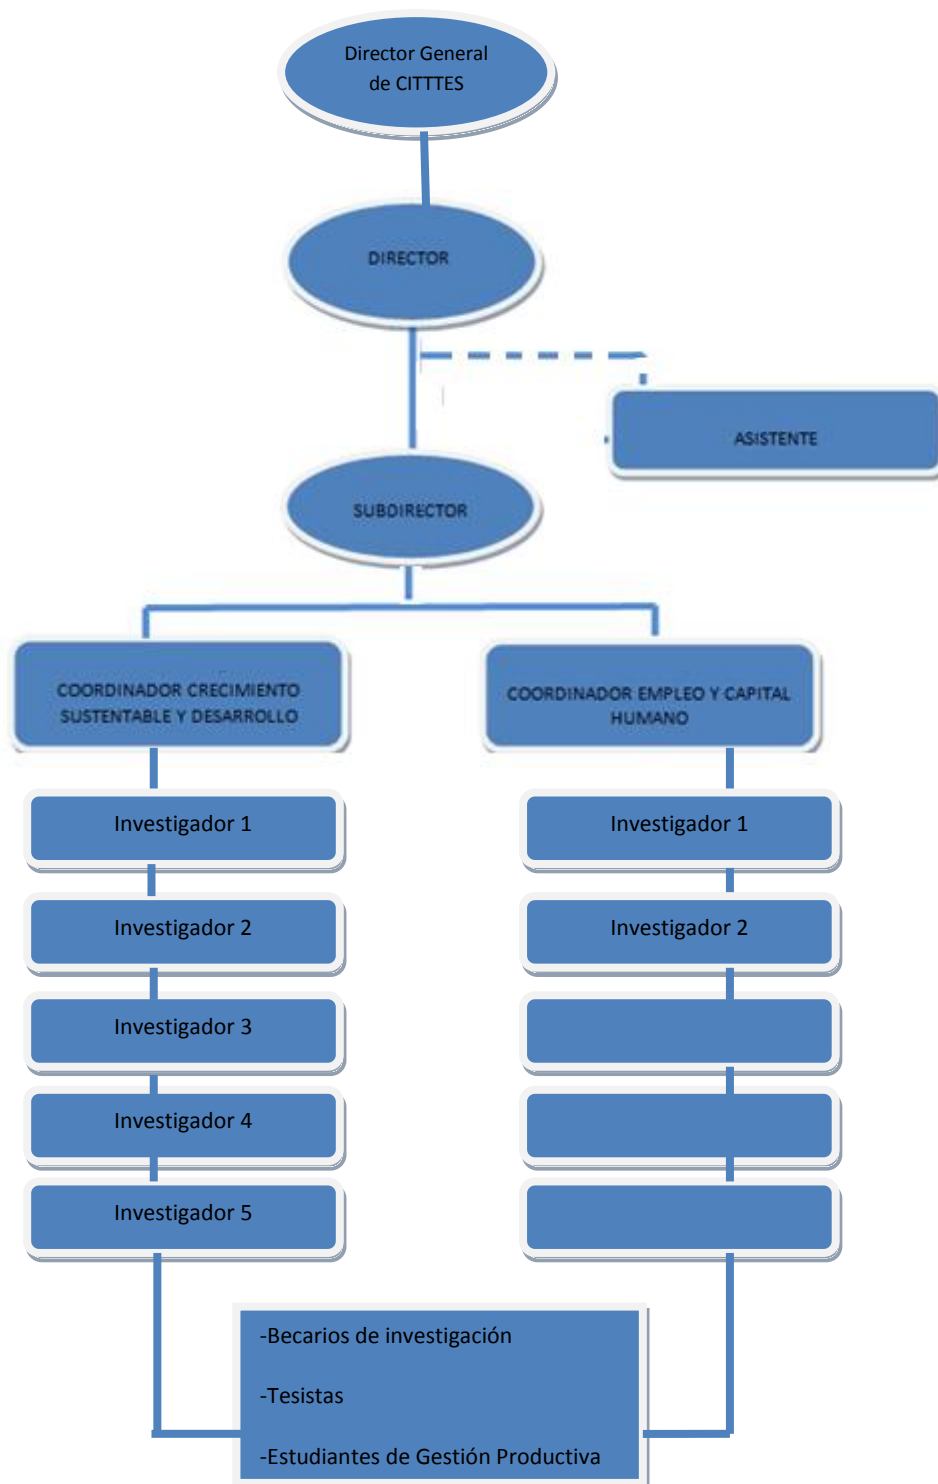 Director General
de CITTTES
DIRECTOR
ASISTENTE
SUBDIRECTOR
COORDINADOR CRECIMIENTO
SUSTENTABLE Y DESARROLLO
COORDINADOR EMPLEO Y CAPITAL
HUMANO
Investigador 1
Investigador 1
Investigador 2
Investigador 2
Investigador 3
Investigador 4
Investigador 5
-Becarios de investigación
-Tesistas
-Estudiantes de Gestión Productiva